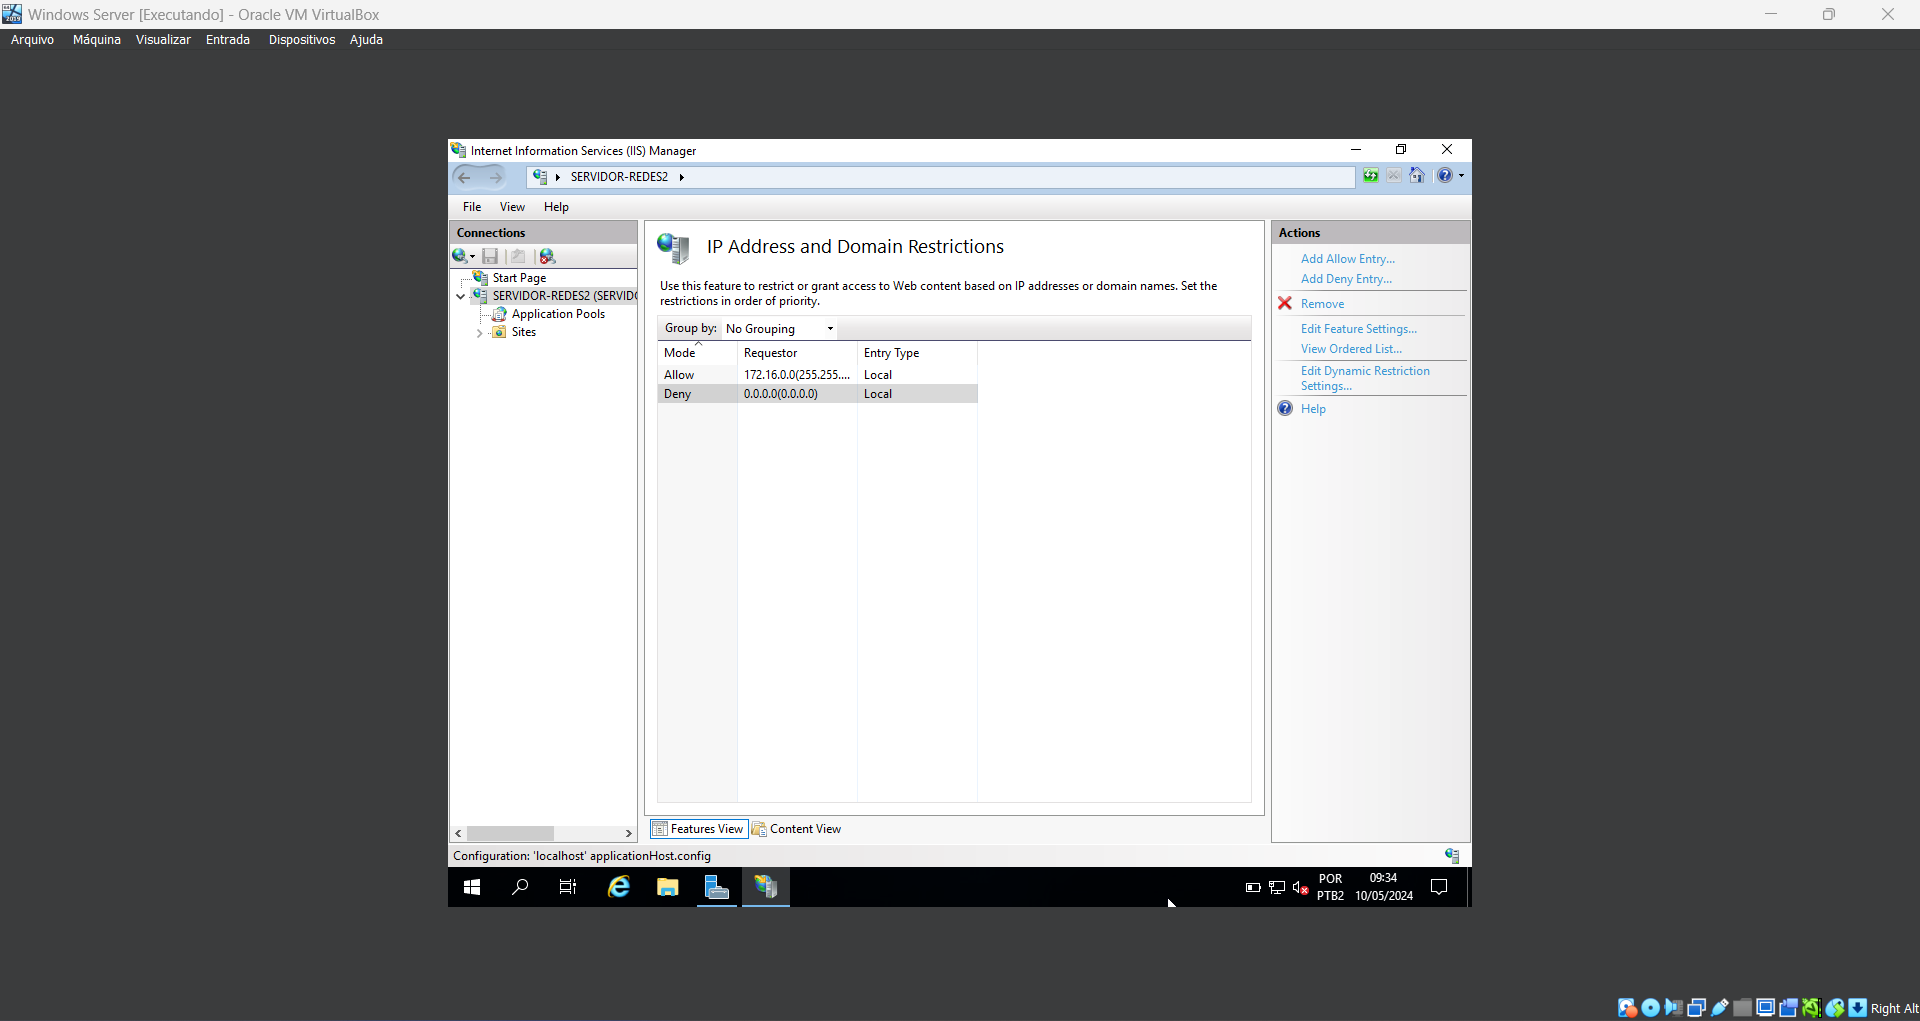 Windows Server [Executando] - Oracle VM VirtualBox
Arquivo Máquina Visualizar Entrada Dispositivos Ajuda
Internet Information Services (IIS) Manager
SERVIDOR-REDES2
File View Help
Connections
Start Page
SERVIDOR-REDES2 (SERVIDO
Application Pools
Sites
IP Address and Domain Restrictions
Use this feature to restrict or grant access to Web content based on IP addresses or domain names. Set the
restrictions in order of priority.
Group by: No Grouping
Mode Requestor Entry Type
Allow 172.16.0.0(255.255.... Local
Deny 0.0.0.0(0.0.0.0) Local
Actions
Add Allow Entry...
Add Deny Entry...
Remove
Edit Feature Settings...
View Ordered List...
Edit Dynamic Restriction
Settings...
Help
Features View Content View
Configuration: 'localhost' applicationHost.config
POR 09:34
PTB2 10/05/2024
Right Alt